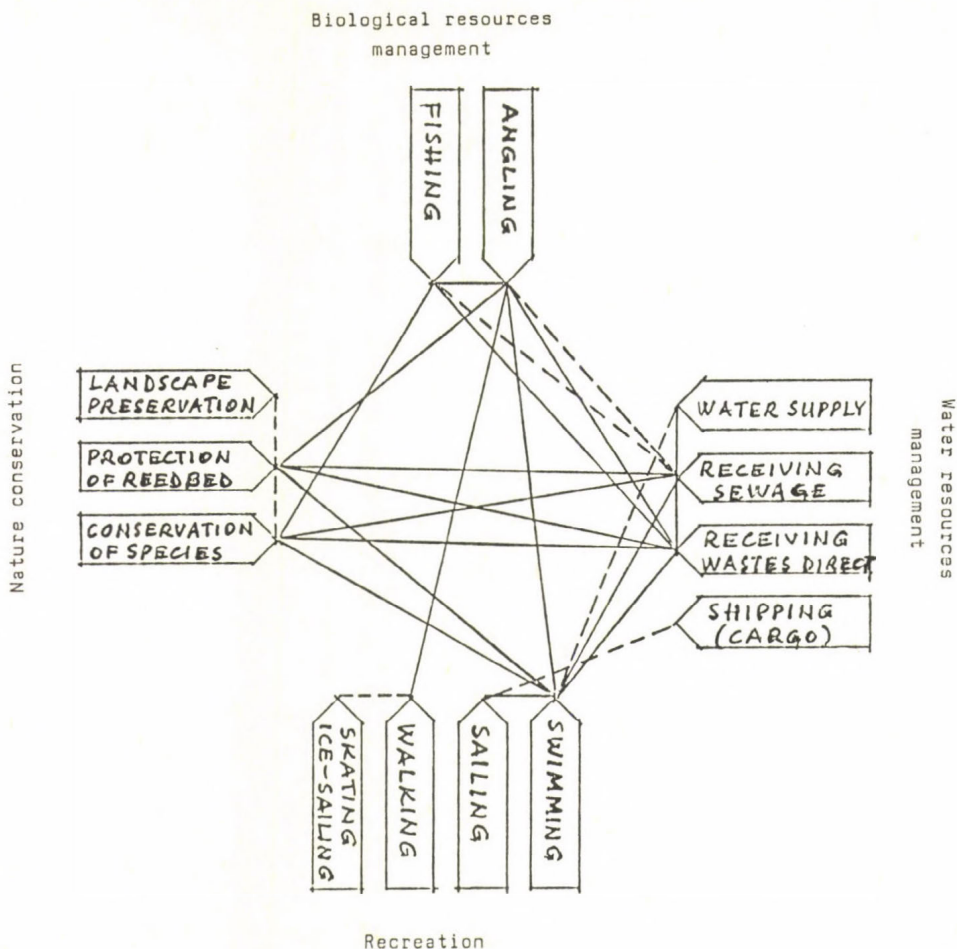 Biological resources
management
FISHING
ANGLING
Nature conservation
LANDSCAPE
PRESERVATION
PROTECTION
OF REEDBED
CONSERVATION
OF SPECIES
WATER SUPPLY
RECEIVING
SEWAGE
RECEIVING
WASTES DIRECT
SHIPPING
(CARGO)
Water resources
management
SKATING
ICE-SAILING
WALKING
SAILING
SWIMMING
Recreation